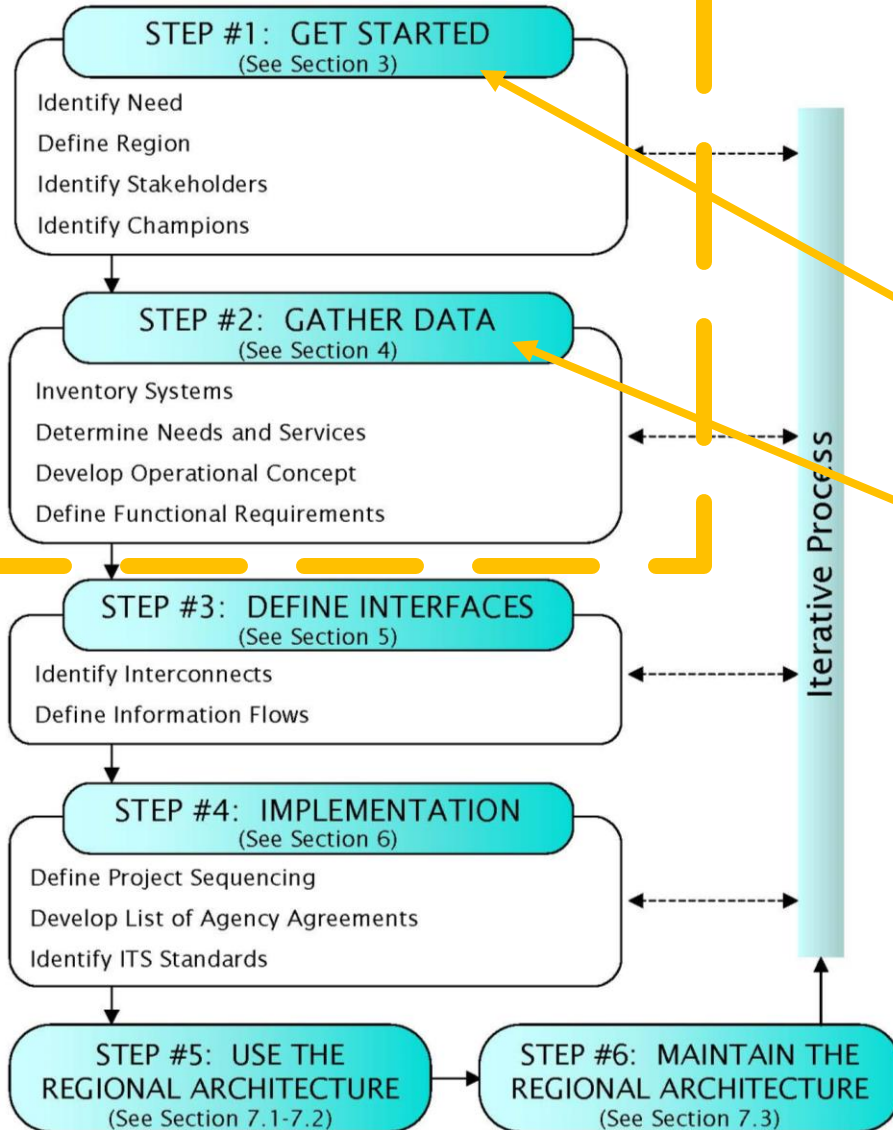 STEP #1: GET STARTED
(See Section 3)
Identify Need
Define Region
Identify Stakeholders
Identify Champions
STEP #2: GATHER DATA
(See Section 4)
Inventory Systems
Determine Needs and Services
Develop Operational Concept
Define Functional Requirements
STEP #3: DEFINE INTERFACES
(See Section 5)
Identify Interconnects
Define Information Flows
STEP #4: IMPLEMENTATION
(See Section 6)
Define Project Sequencing
Develop List of Agency Agreements
Identify ITS Standards
STEP #5: USE THE
REGIONAL ARCHITECTURE
(See Section 7.1-7.2)
STEP #6: MAINTAIN THE
REGIONAL ARCHITECTURE
(See Section 7.3)
Iterative Process